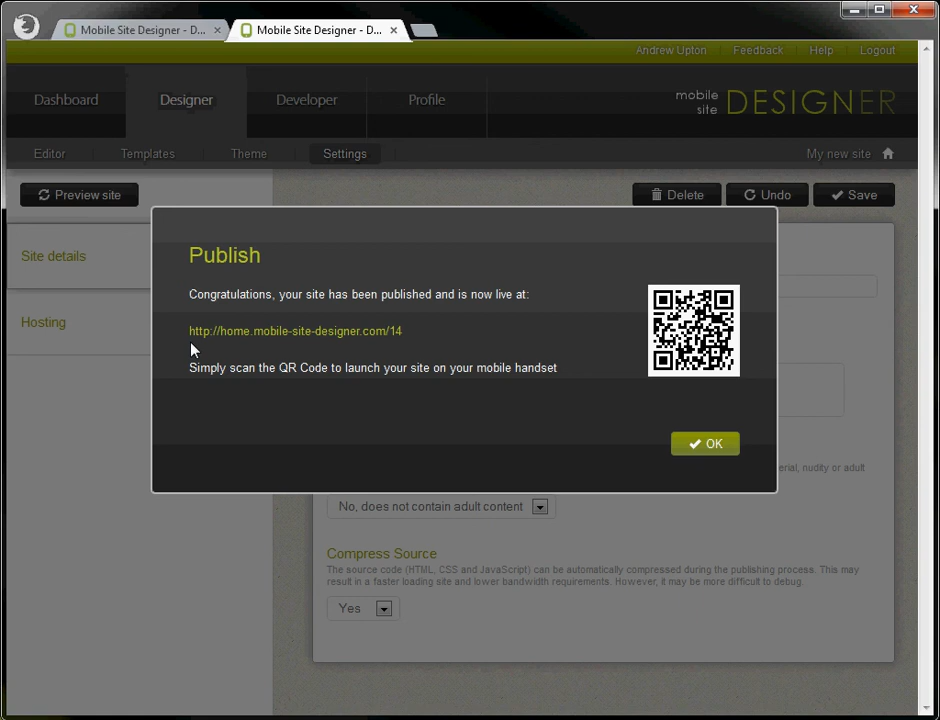 Mobile Site Designer - D...
Mobile Site Designer - D...
Andrew Upton
Feedback
Help
Logout
Dashboard
Designer
Developer
Profile
mobile site DESIGNER
Editor
Templates
Theme
Settings
My new site
Preview site
Delete
Undo
Save
Site details
Hosting
Publish
Congratulations, your site has been published and is now live at:
http://home.mobile-site-designer.com/14
Simply scan the QR Code to launch your site on your mobile handset
OK
erial, nudity or adult
No, does not contain adult content
Compress Source
The source code (HTML, CSS and JavaScript) can be automatically compressed during the publishing process. This may
result in a faster loading site and lower bandwidth requirements. However, it may be more difficult to debug.
Yes